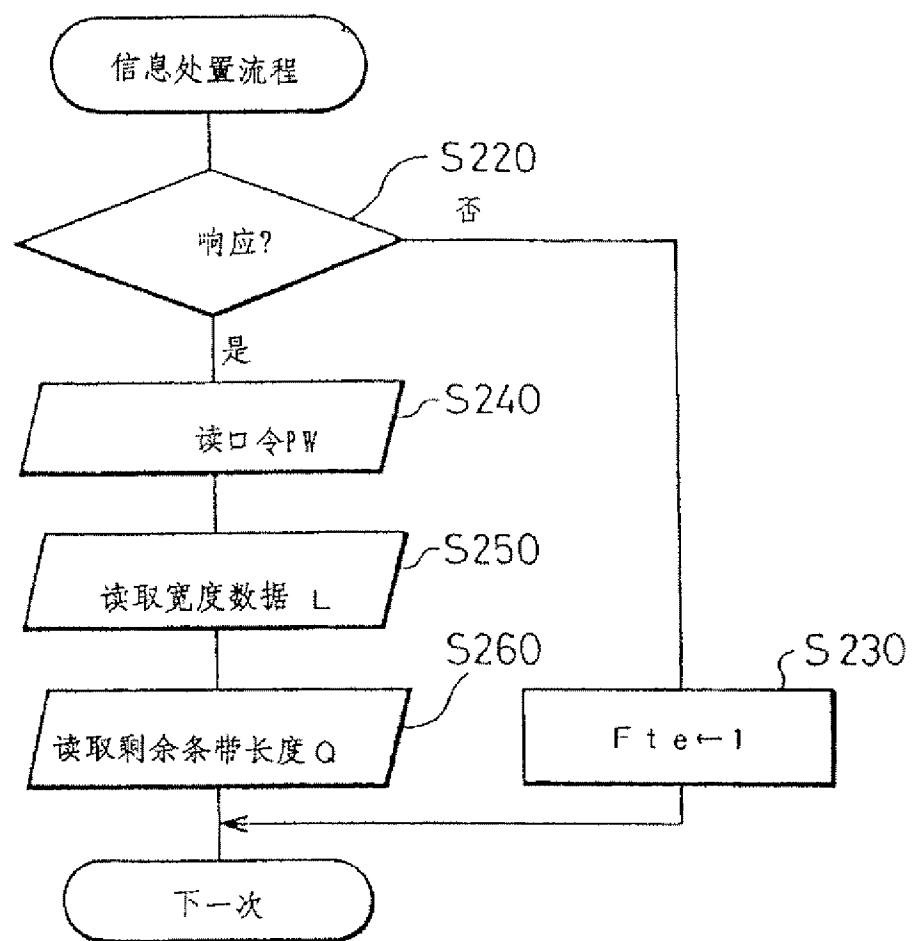 信息处置流程
S220
否
响应?
是
S240
读口令PW
S250
读取宽度数据 L
S260
读取剩余条带长度Q
S230
Fte←1
下一次